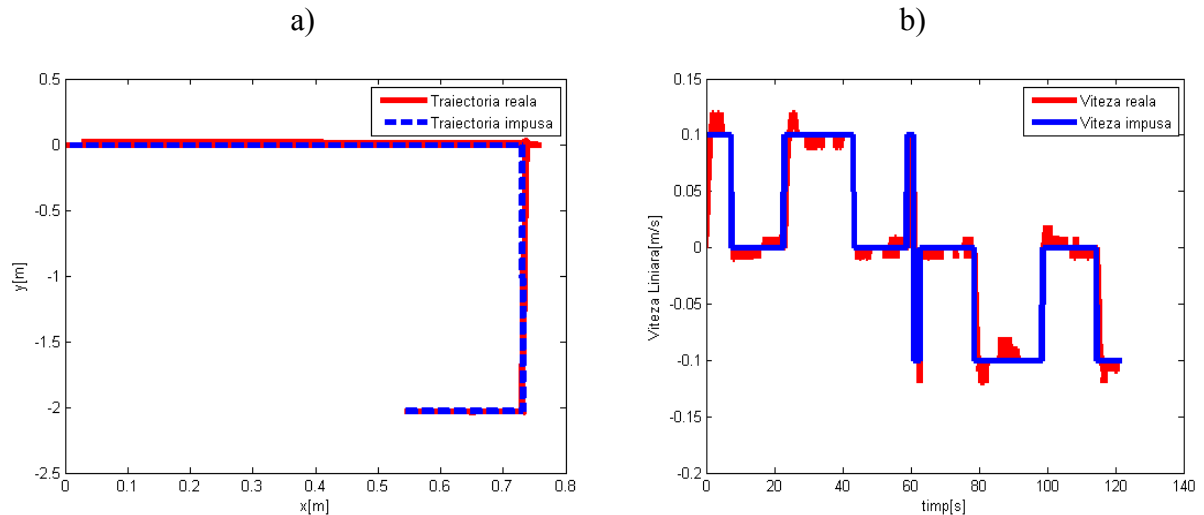 a)
b)
0.5
0
-0.5
-1
-1.5
-2
-2.5
y[m]
Traiectoria reala
Traiectoria impusa
0 0.1 0.2 0.3 0.4 0.5 0.6 0.7 0.8
x[m]
0.15
0.1
0.05
0
-0.05
-0.1
-0.15
-0.2
Viteza Liniara[m/s]
Viteza reala
Viteza impusa
0 20 40 60 80 100 120 140
timp[s]